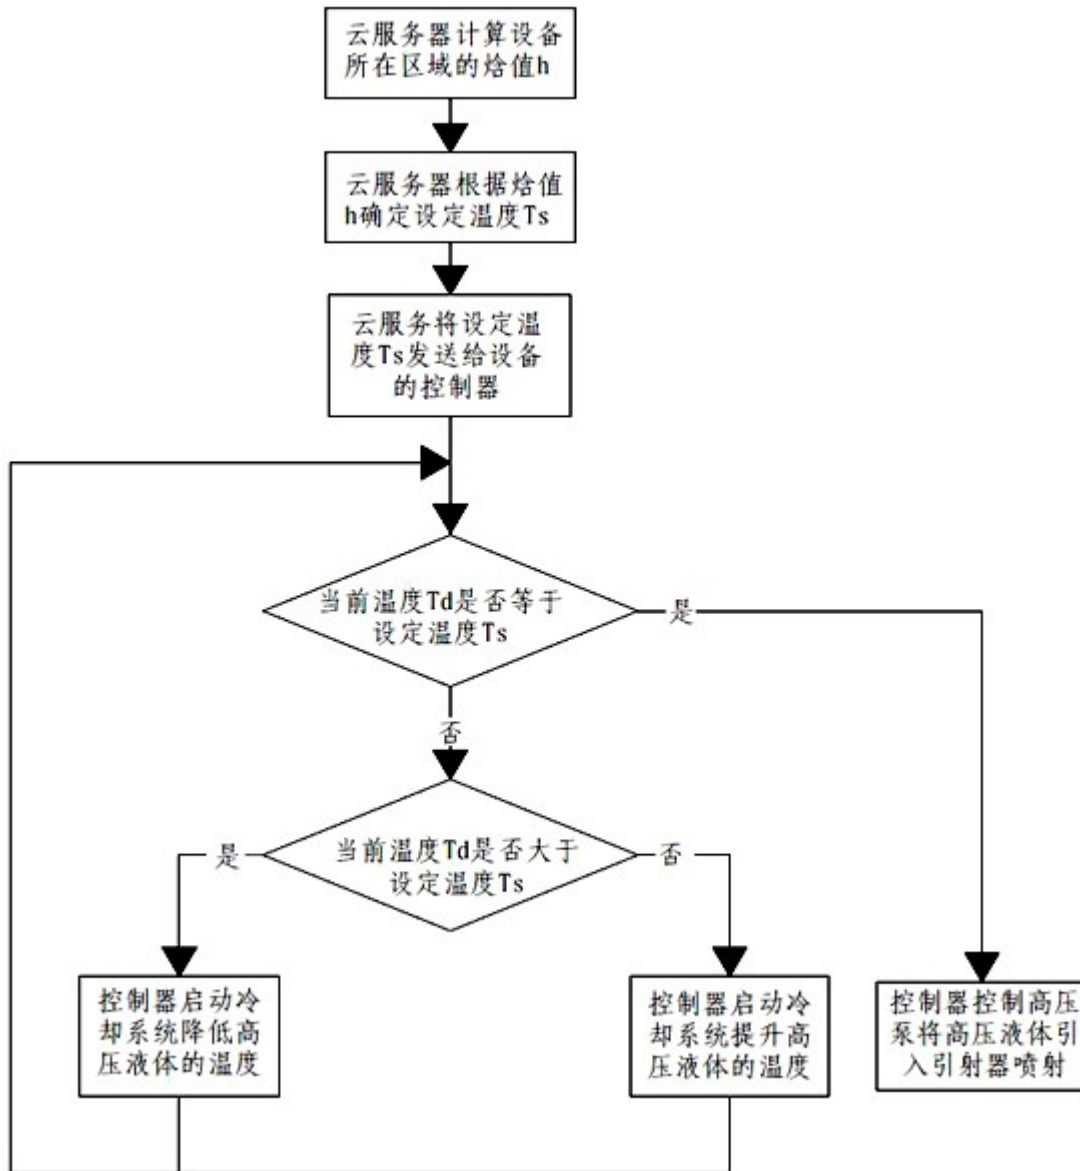 云服务器计算设备
所在区域的焓值h
云服务器根据焓值
h确定设定温度Ts
云服务将设定温
度Ts发送给设备
的控制器
当前温度Td是否等于
设定温度Ts
是
否
当前温度Td是否大于
设定温度Ts
是
否
控制器启动冷
却系统降低高
压液体的温度
控制器启动冷
却系统提升高
压液体的温度
控制器控制高压
泵将高压液体引
入引射器喷射